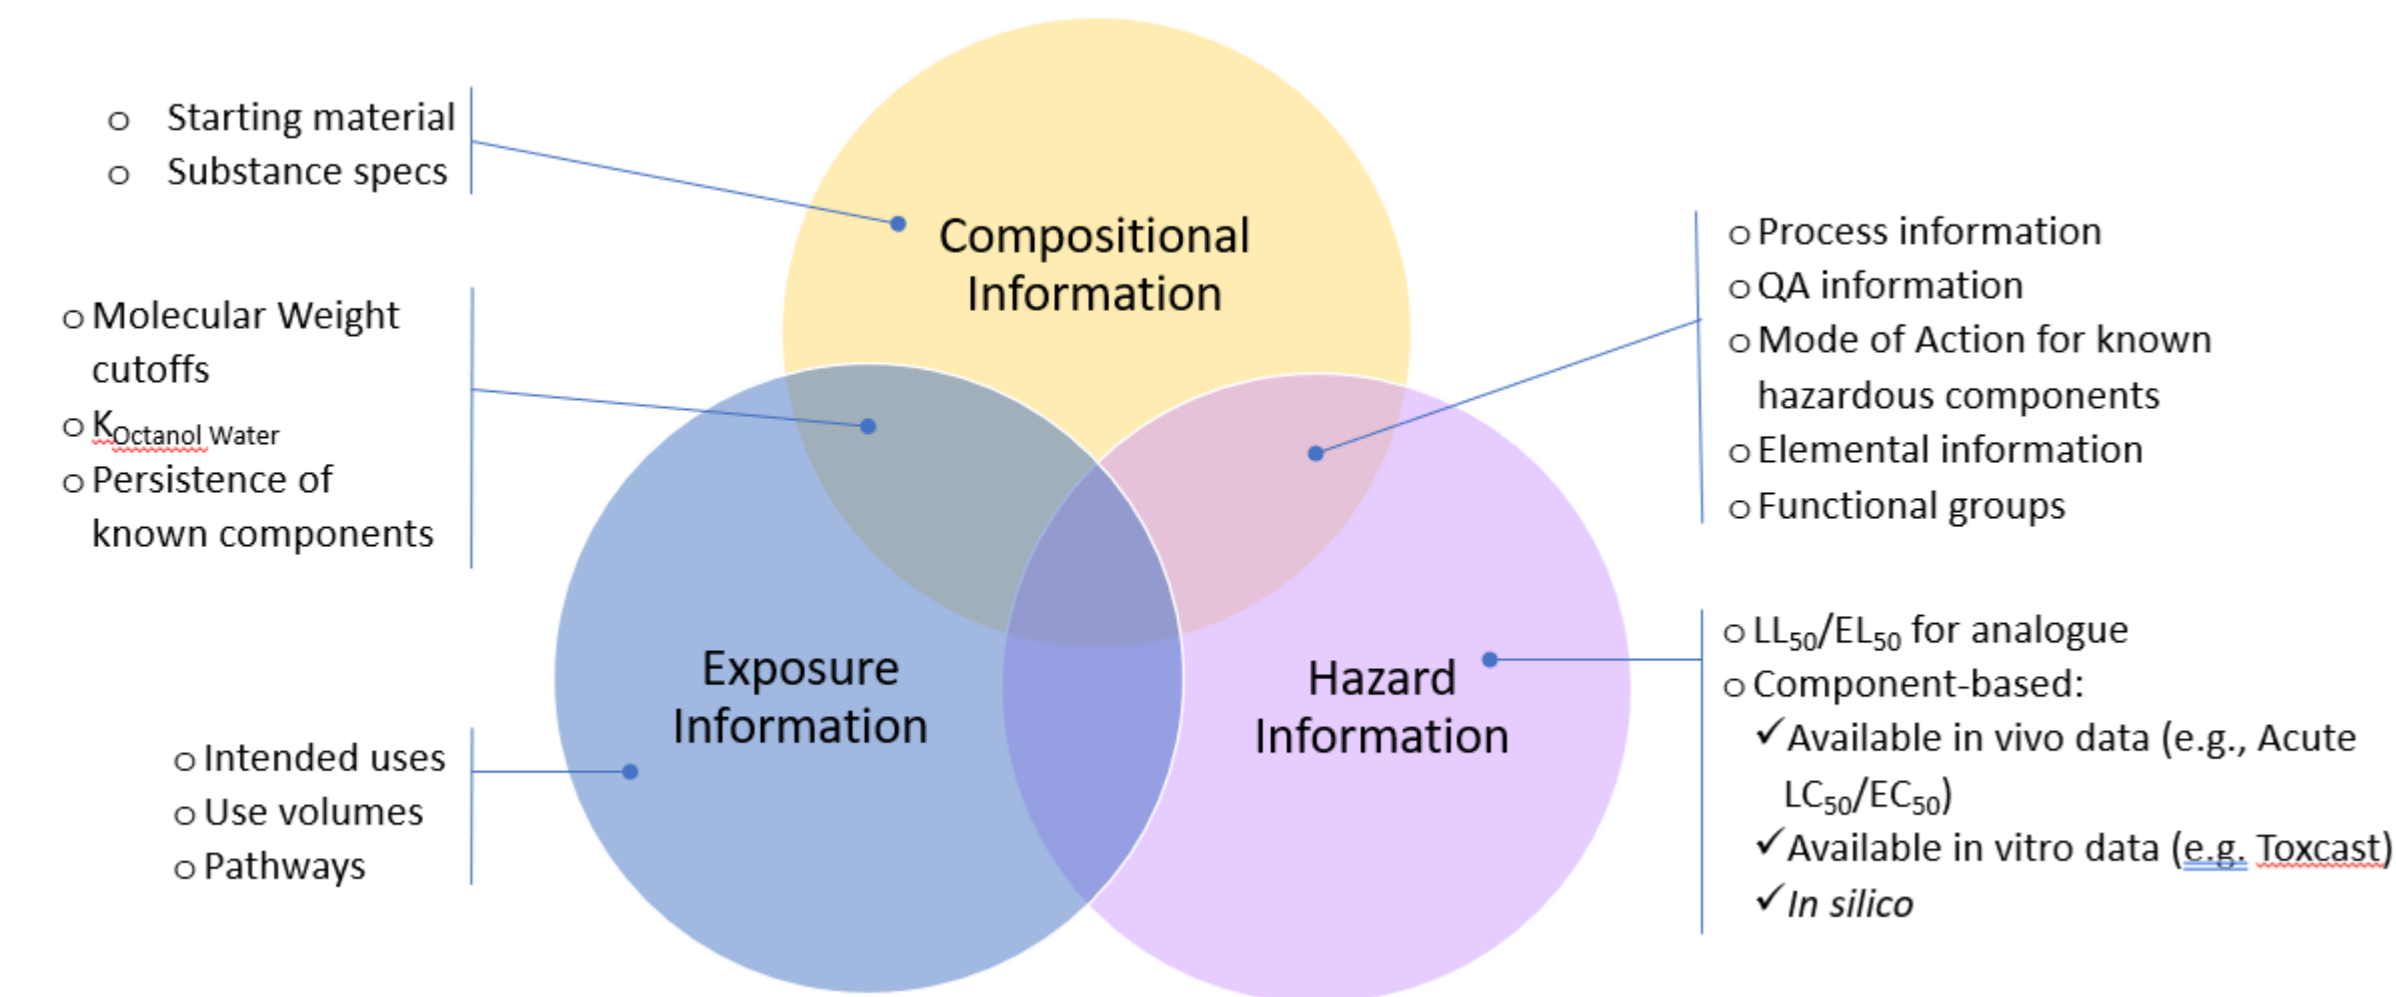 o Starting material
o Substance specs
o Molecular Weight
cutoffs
o KOctanol Water
o Persistence of
known components
o Intended uses
o Use volumes
o Pathways
Compositional
Information
Exposure
Information
Hazard
Information
o Process information
o QA information
o Mode of Action for known
hazardous components
o Elemental information
o Functional groups
o LL50/EL50 for analogue
o Component-based:
✓Available in vivo data (e.g., Acute
LC50/EC50)
✓Available in vitro data (e.g. Toxcast)
✓In silico